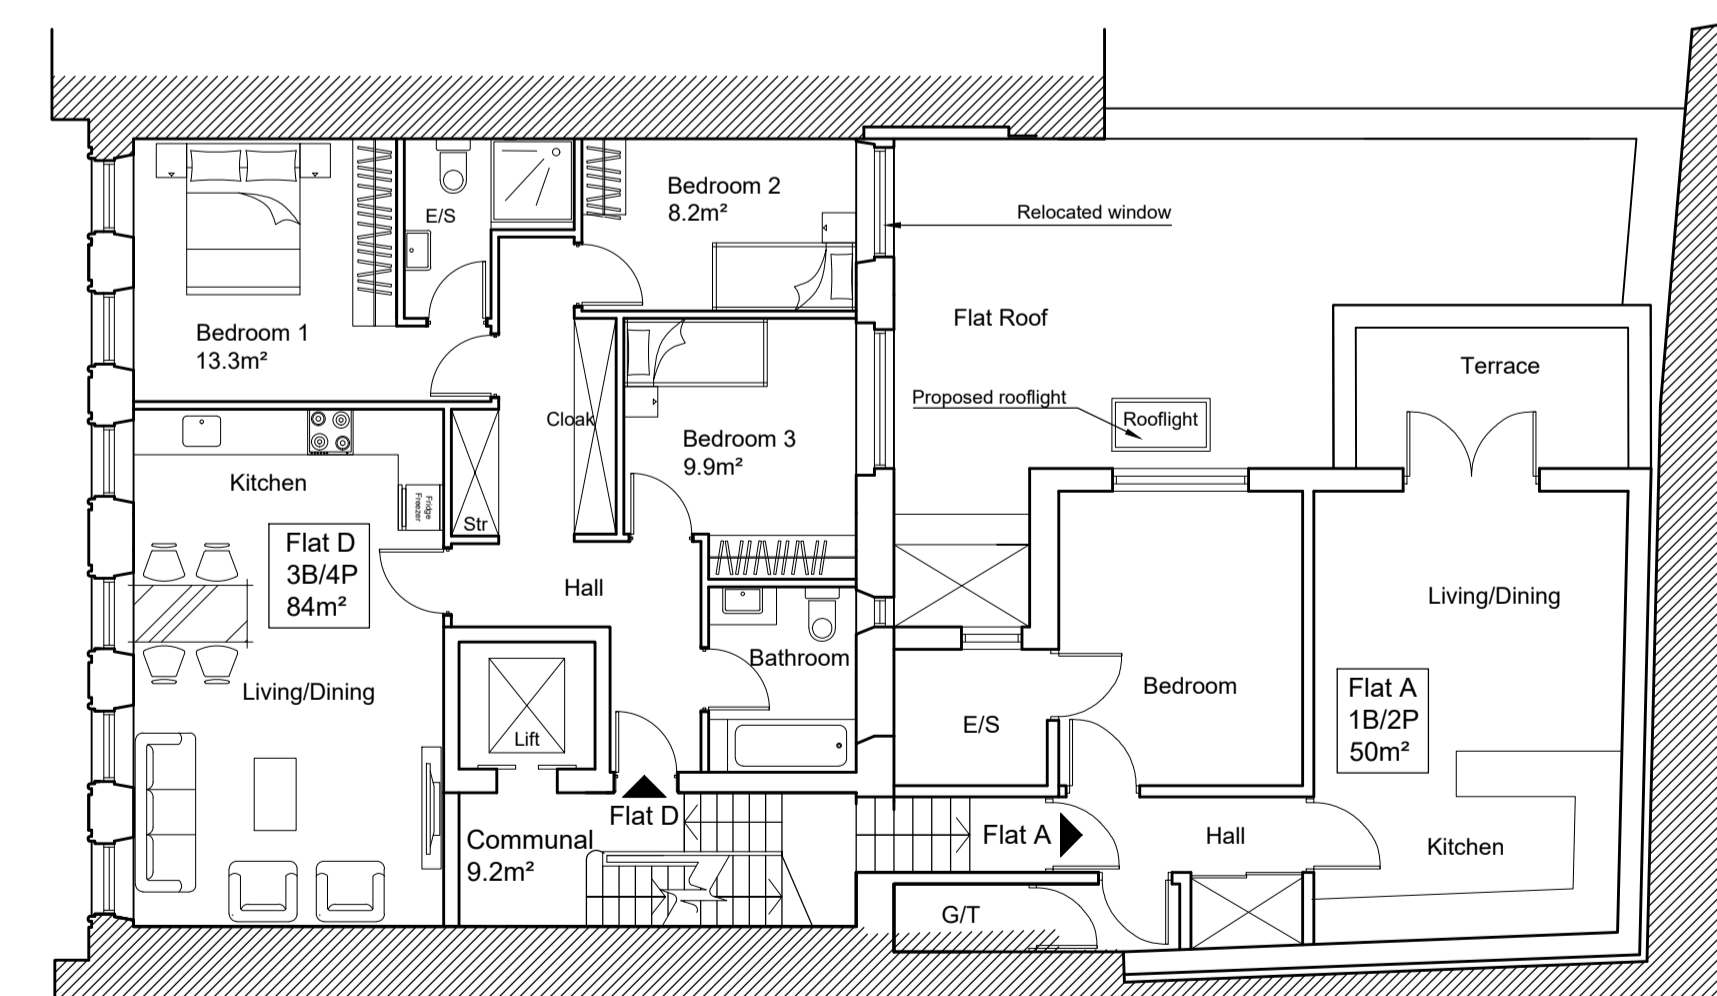 Bedroom 1
13.3m²
E/S
Bedroom 2
8.2m²
Relocated window
Flat Roof
Proposed rooflight
Rooflight
Terrace
Cloak
Bedroom 3
9.9m²
Kitchen
Fridge
Freezer
Str
Flat D
3B/4P
84m²
Hall
Living/Dining
Bathroom
Lift
Flat D
Communal
9.2m²
Living/Dining
Bedroom
E/S
Flat A
1B/2P
50m²
Flat A
Hall
Kitchen
G/T